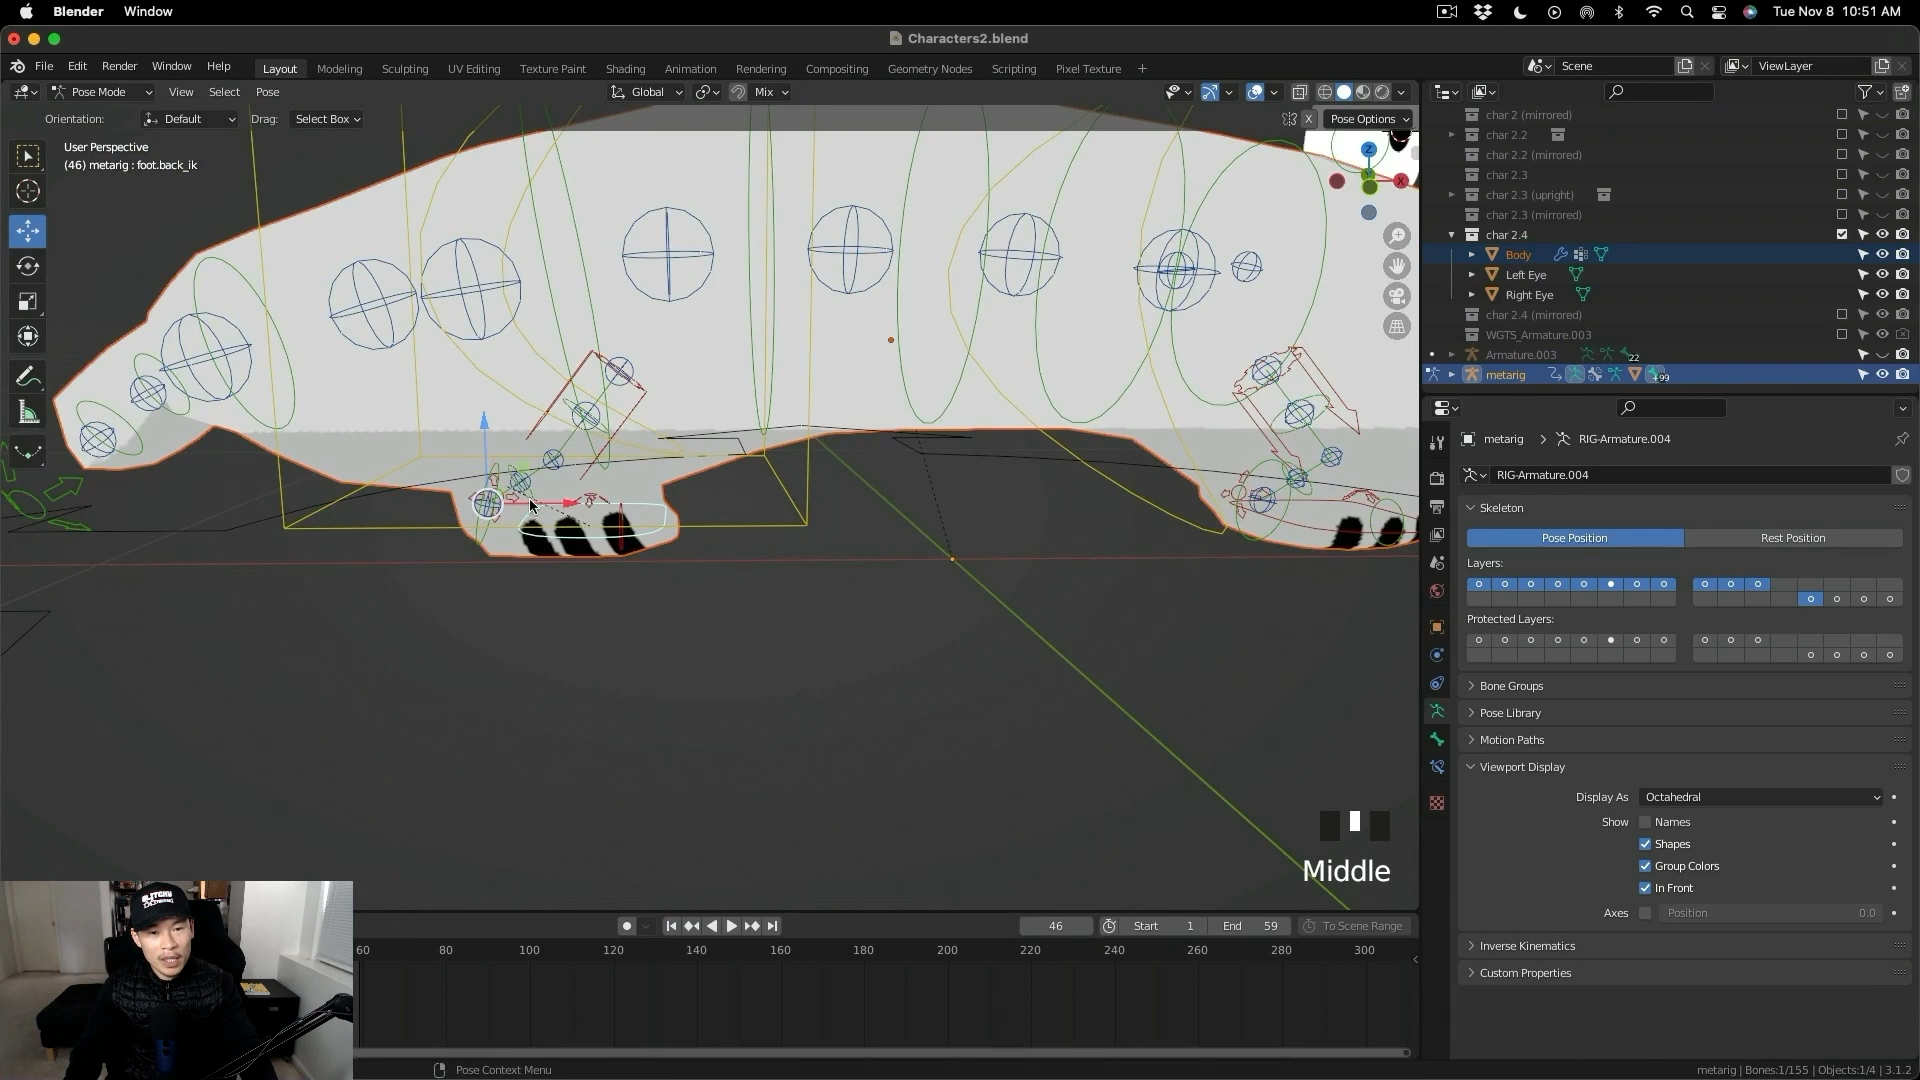 Blender Window Tue Nov 8 10:51 AM
Characters2.blend
File Edit Render Window Help Layout Modeling Sculpting UV Editing Texture Paint Shading Animation Rendering Compositing Geometry Nodes Scripting Pixel Texture + Scene ViewLayer
Pose Mode View Select Pose Global Mix
Orientation: Default Drag: Select Box X Pose Options
User Perspective
(46) metarig : foot.back_ik
Z
X
char 2 (mirrored)
char 2.2
char 2.2 (mirrored)
char 2.3
char 2.3 (upright)
char 2.3 (mirrored)
char 2.4
Body
Left Eye
Right Eye
char 2.4 (mirrored)
WGTS_Armature.003
Armature.003 22
metarig +99
metarig > RIG-Armature.004
RIG-Armature.004
Skeleton
Pose Position Rest Position
Layers:
Protected Layers:
Bone Groups
Pose Library
Motion Paths
Viewport Display
Display As Octahedral
Show Names
Shapes
Group Colors
In Front
Axes Position 0.0
Inverse Kinematics
Custom Properties
Middle
46 Start 1 End 59 To Scene Range
60 80 100 120 140 160 180 200 220 240 260 280 300
Pose Context Menu
metarig | Bones:1/155 | Objects:1/4 | 3.1.2